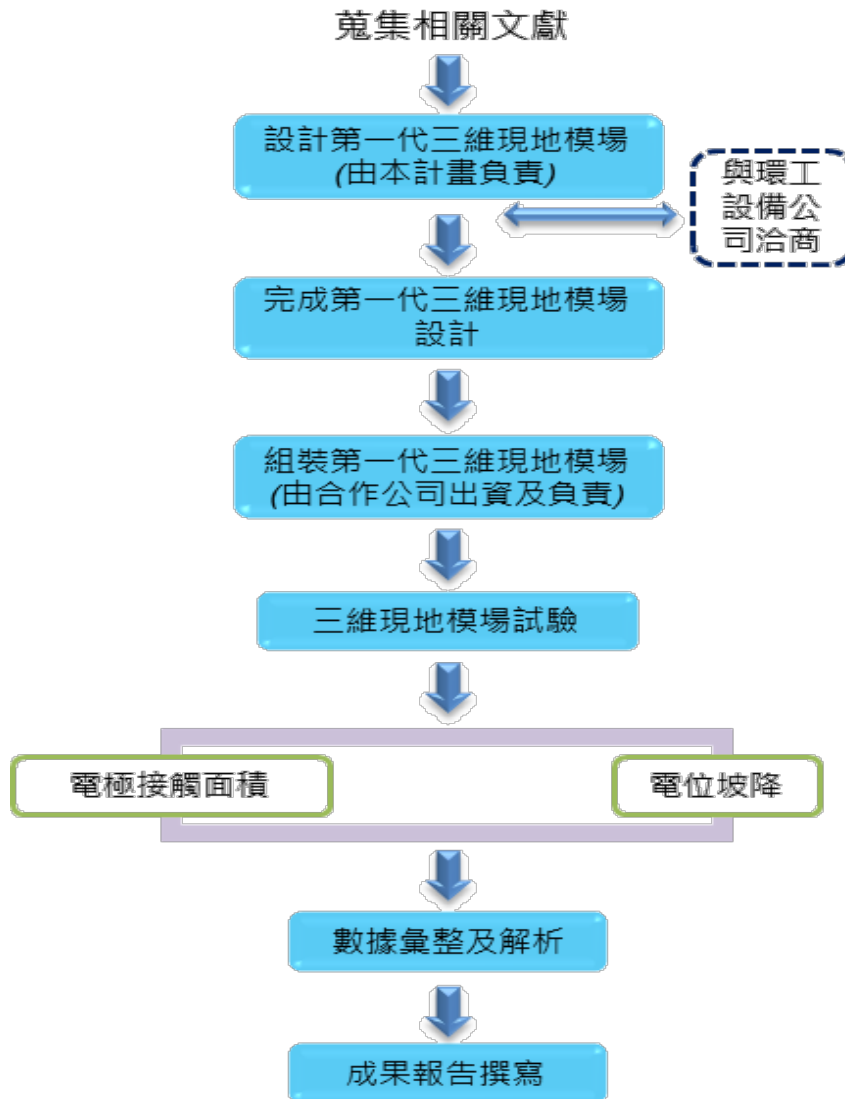 蒐集相關文獻
設計第一代三維現地模場
(由本計畫負責)
與環工
設備公
司洽商
完成第一代三維現地模場
設計
組裝第一代三維現地模場
(由合作公司出資及負責)
三維現地模場試驗
電極接觸面積
電位坡降
數據彙整及解析
成果報告撰寫